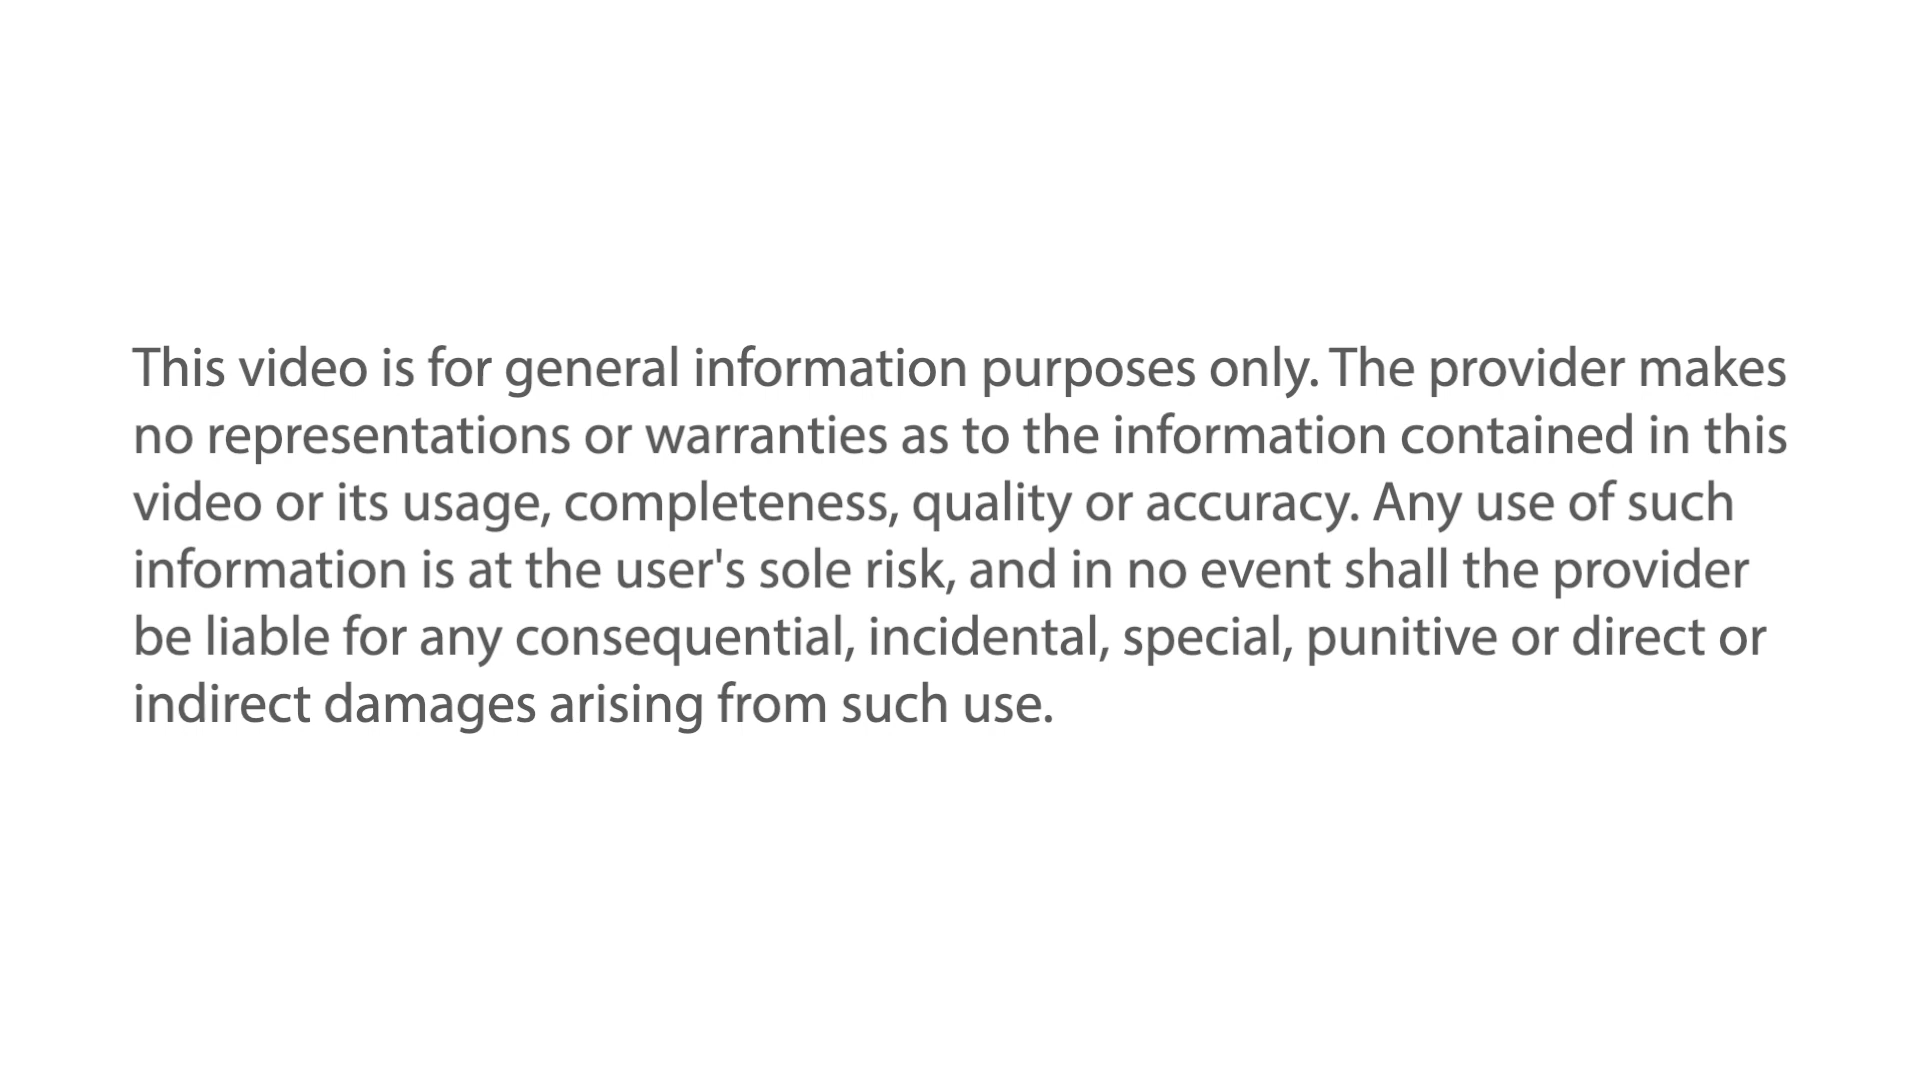 This video is for general information purposes only. The provider makes
no representations or warranties as to the information contained in this
video or its usage, completeness, quality or accuracy. Any use of such
information is at the user's sole risk, and in no event shall the provider
be liable for any consequential, incidental, special, punitive or direct or
indirect damages arising from such use.